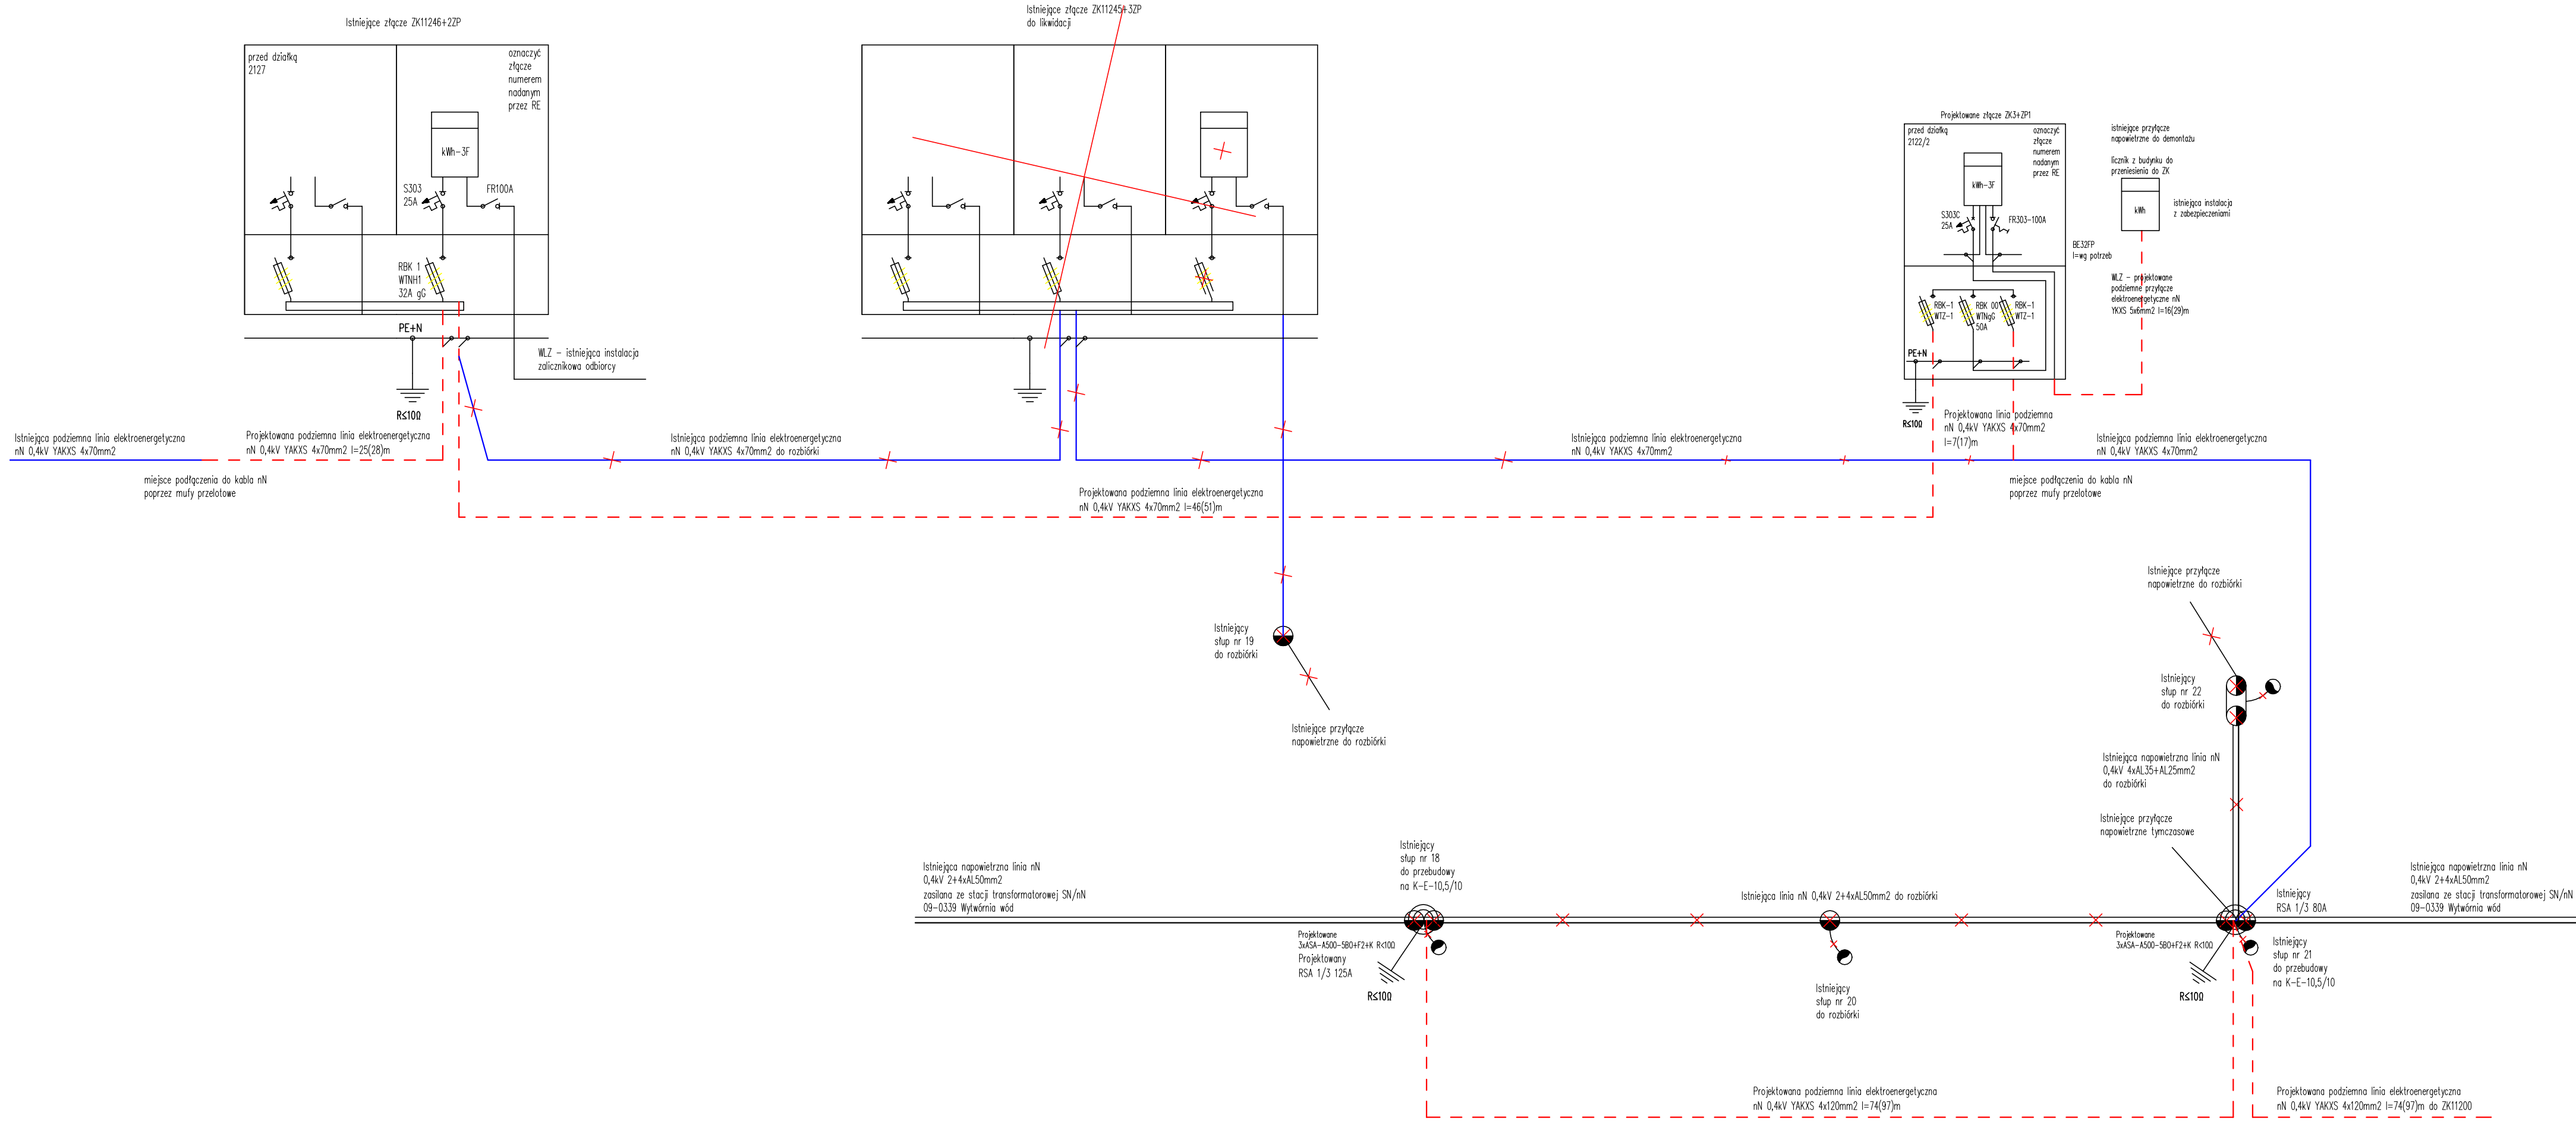 Istniejące złącze ZK11246+2ZP
przed działką
2127
oznaczyć
złącze
numerem
nadanym
przez RE
kWh-3F
S303
25A
FR100A
RBK 1
WTNH1
32A gG
PE+N
R≤10Ω
WLZ - istniejąca instalacja
zalicznikowa odbiorcy
Istniejące złącze ZK11245+3ZP
do likwidacji
Projektowane złącze ZK3+ZP1
przed działką
2122/2
oznaczyć
złącze
numerem
nadanym
przez RE
kWh-3F
S303C
25A
FR303-100A
RBK-1
WTZ-1
RBK 00
WTNgG
50A
RBK-1
WTZ-1
PE+N
R≤10Ω
istniejące przyłącze
napowietrzne do demontażu
licznik z budynku do
przeniesienia do ZK
kWh
istniejąca instalacja
z zabezpieczeniami
BE32FP
l=wg potrzeb
WLZ - projektowane
podziemne przyłącze
elektroenergetyczne nN
YKXS 5x6mm2 l=16(29)m
Istniejąca podziemna linia elektroenergetyczna
nN 0,4kV YAKXS 4x70mm2
Projektowana podziemna linia elektroenergetyczna
nN 0,4kV YAKXS 4x70mm2 l=25(28)m
miejsce podłączenia do kabla nN
poprzez mufy przelotowe
Istniejąca podziemna linia elektroenergetyczna
nN 0,4kV YAKXS 4x70mm2 do rozbiórki
Projektowana podziemna linia elektroenergetyczna
nN 0,4kV YAKXS 4x70mm2 l=46(51)m
Istniejąca podziemna linia elektroenergetyczna
nN 0,4kV YAKXS 4x70mm2
Projektowana linia podziemna
nN 0,4kV YAKXS 4x70mm2
l=7(17)m
Istniejąca podziemna linia elektroenergetyczna
nN 0,4kV YAKXS 4x70mm2
miejsce podłączenia do kabla nN
poprzez mufy przelotowe
Istniejący
słup nr 19
do rozbiórki
Istniejące przyłącze
napowietrzne do rozbiórki
Istniejące przyłącze
napowietrzne do rozbiórki
Istniejący
słup nr 22
do rozbiórki
Istniejąca napowietrzna linia nN
0,4kV 4xAL35+AL25mm2
do rozbiórki
Istniejące przyłącze
napowietrzne tymczasowe
Istniejąca napowietrzna linia nN
0,4kV 2+4xAL50mm2
zasilana ze stacji transformatorowej SN/nN
09-0339 Wytwórnia wód
Istniejący
słup nr 18
do przebudowy
na K-E-10,5/10
Projektowane
3xASA-A500-5B0+F2+K R<10Ω
Projektowany
RSA 1/3 125A
R≤10Ω
Istniejąca linia nN 0,4kV 2+4xAL50mm2 do rozbiórki
Istniejący
słup nr 20
do rozbiórki
Istniejący
RSA 1/3 80A
Projektowane
3xASA-A500-5B0+F2+K R<10Ω
R≤10Ω
Istniejący
słup nr 21
do przebudowy
na K-E-10,5/10
Istniejąca napowietrzna linia nN
0,4kV 2+4xAL50mm2
zasilana ze stacji transformatorowej SN/nN
09-0339 Wytwórnia wód
Projektowana podziemna linia elektroenergetyczna
nN 0,4kV YAKXS 4x120mm2 l=74(97)m
Projektowana podziemna linia elektroenergetyczna
nN 0,4kV YAKXS 4x120mm2 l=74(97)m do ZK11200